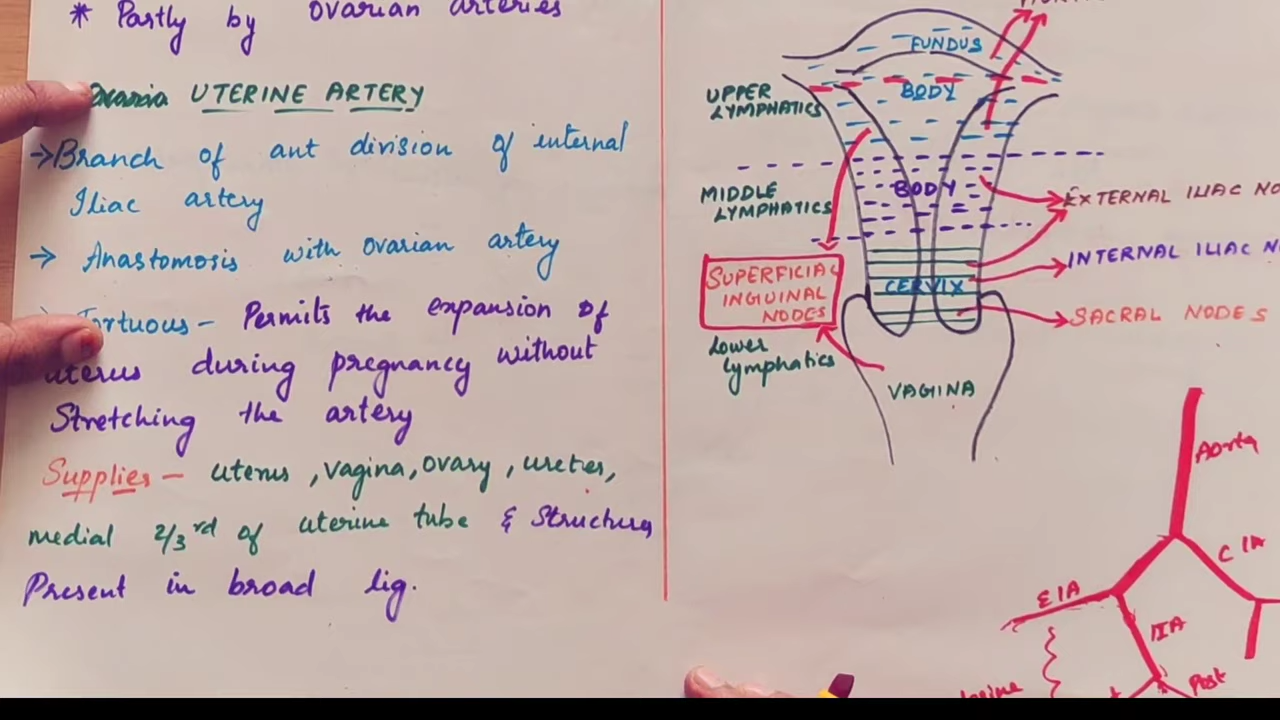 * Partly by ovarian arteries
UTERINE ARTERY
→ Branch of ant division of internal
Iliac artery
→ Anastomosis with ovarian artery
Tortuous - Permits the expansion of
uterus during pregnancy without
Stretching the artery
Supplies - uterus, vagina, ovary, ureter,
medial 2/3rd of uterine tube & Structures
Present in broad lig.
FUNDUS
UPPER
LYMPHATICS
BODY
MIDDLE
LYMPHATICS
BODY
EXTERNAL ILIAC NO
INTERNAL ILIAC N
SUPERFICIAL
INGUINAL
NODES
CERVIX
SACRAL NODES
Lower
lymphatics
VAGINA
Aorta
CIA
EIA
IIA
Post